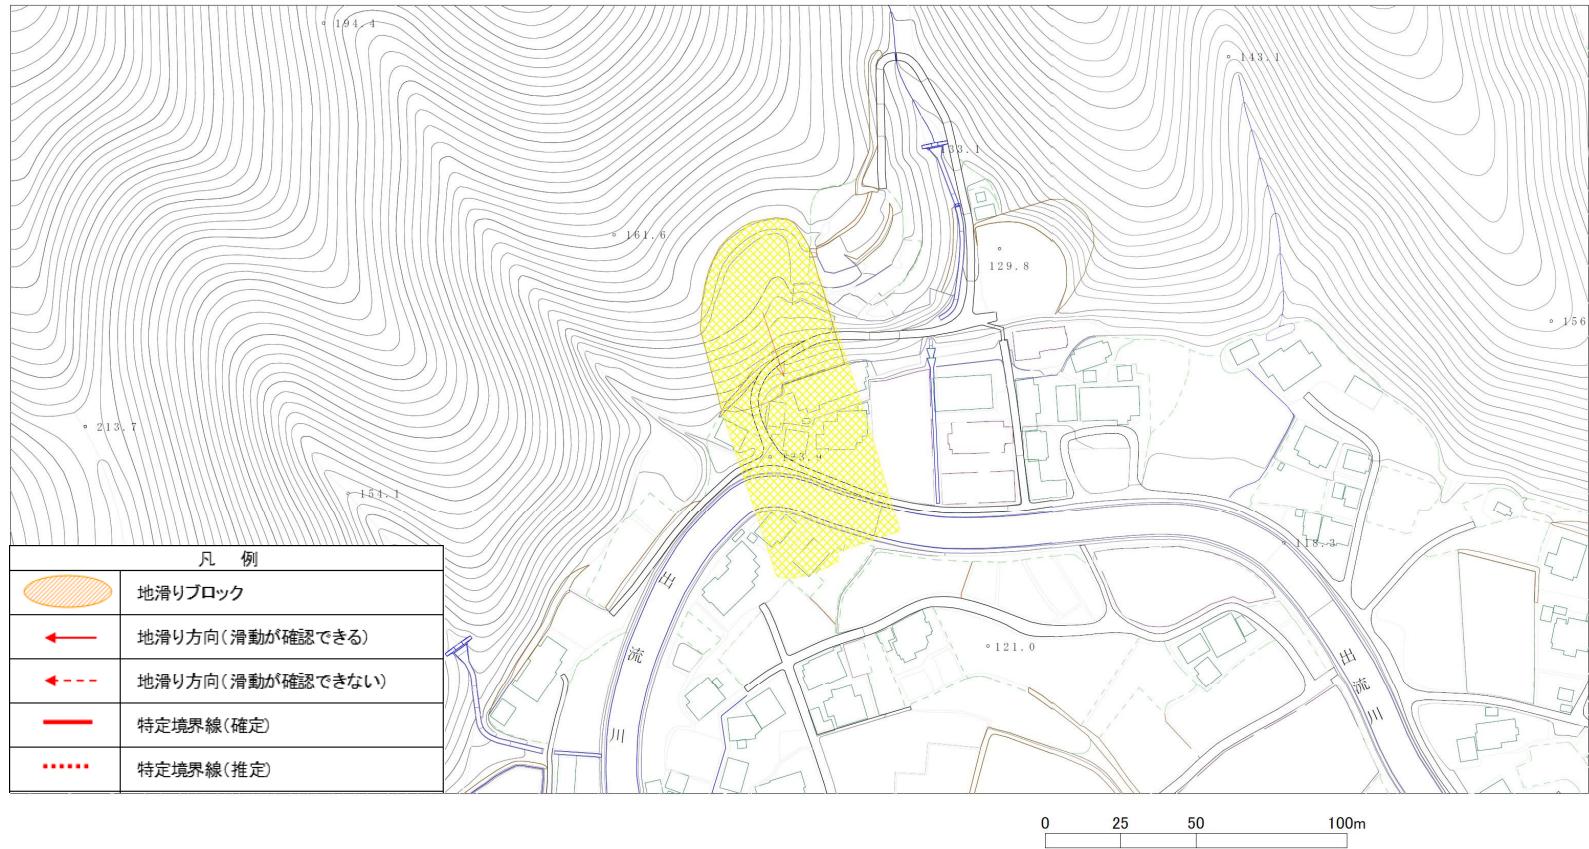 194.4
143.1
133.1
161.6
129.8
156
213.7
123.9
154.1
118.3
121.0
出流川
出流川
凡 例
地滑りブロック
地滑り方向(滑動が確認できる)
地滑り方向(滑動が確認できない)
特定境界線(確定)
特定境界線(推定)
0 25 50 100m